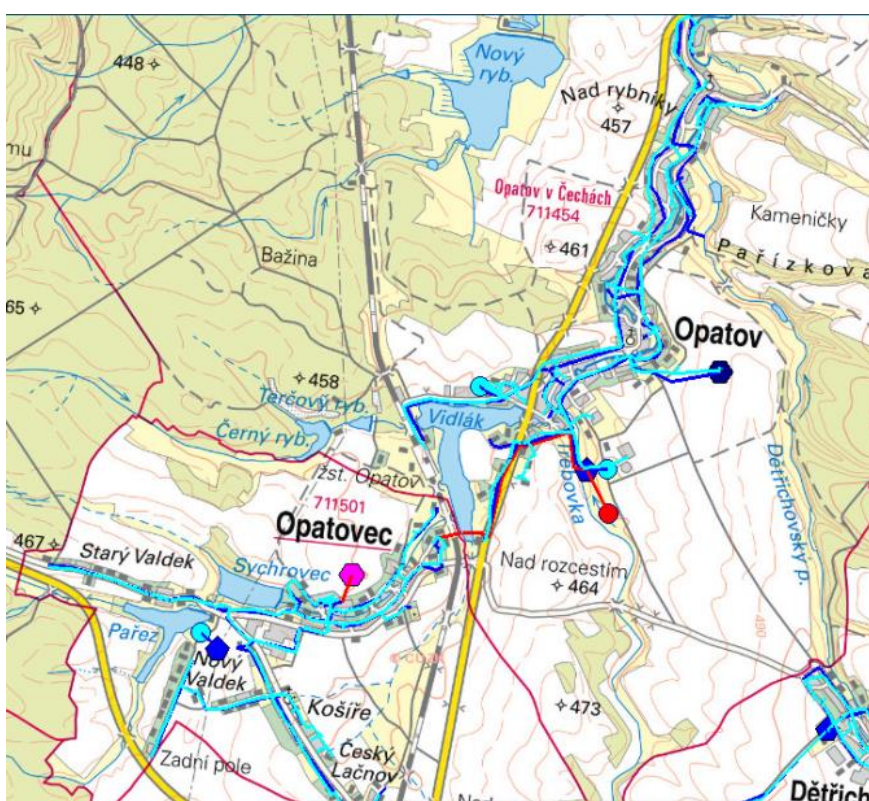 Nový
ryb.
448
Nad rybníky
457
mu
Opatov v Čechách
711454
Kameničky
461
Pařízkova
Bažina
65
Opatov
458
Terčový ryb.
Vidlák
Černý ryb.
žst. Opatov
Třebovka
Dětřichovský p.
711501
Opatovec
467
Starý Valdek
Sychrovec
Nad rozcestím
464
Pařez
490
Nový
Valdek
Košíře
473
Český
Lačnov
Zadní pole
Dětřich
Nad